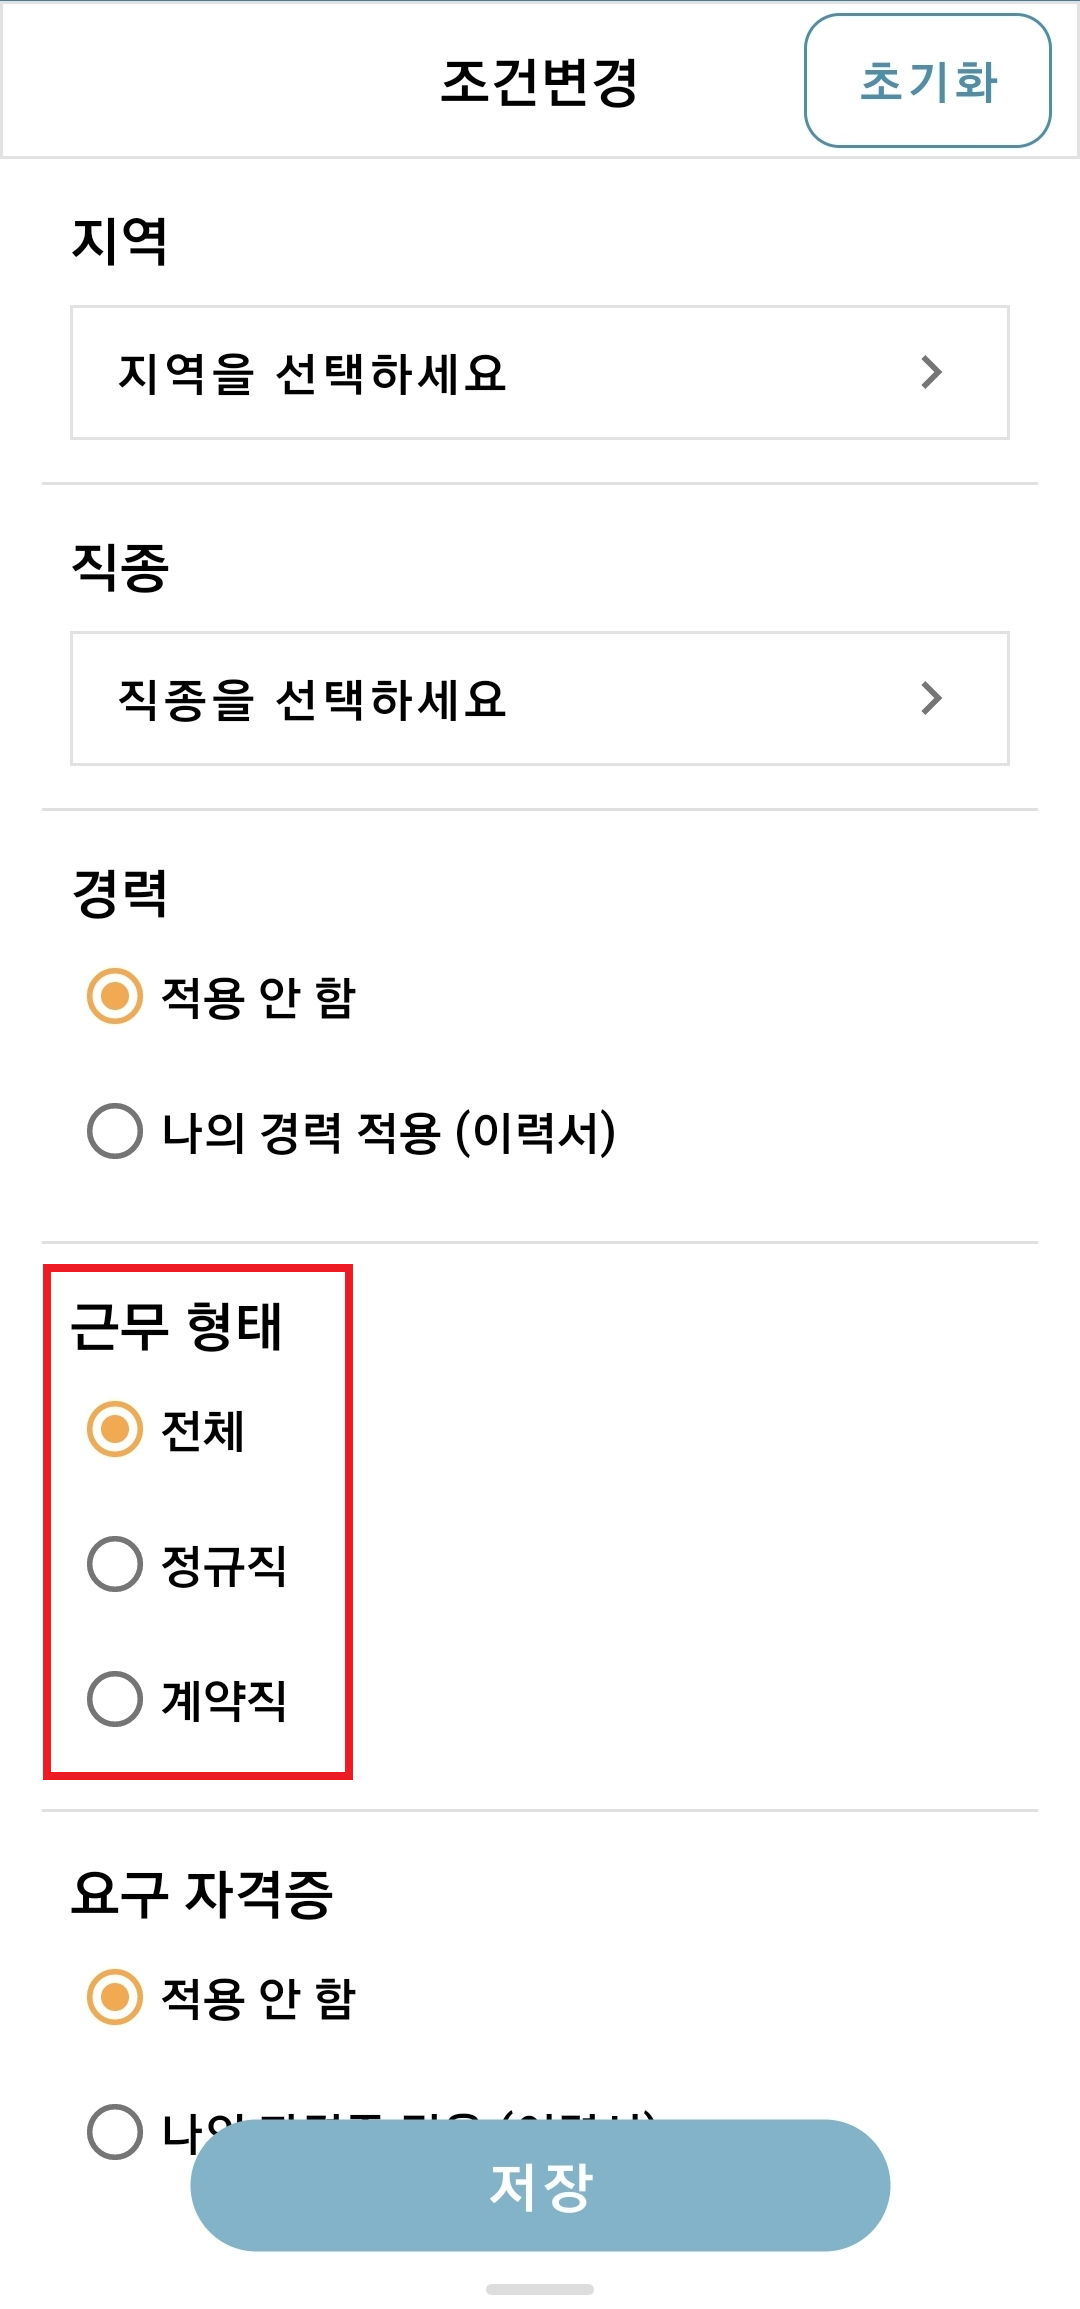 조건변경
초기화
지역
지역을 선택하세요
직종
직종을 선택하세요
경력
적용 안 함
나의 경력 적용 (이력서)
근무 형태
전체
정규직
계약직
요구 자격증
적용 안 함
저장